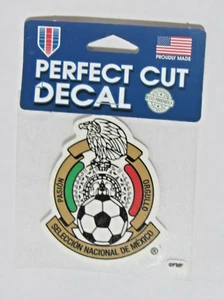 PROUDLY MADE
PERFECT CUT
DECAL
PASIÓN
ORGULLO
SELECCIÓN NACIONAL DE MÉXICO
®